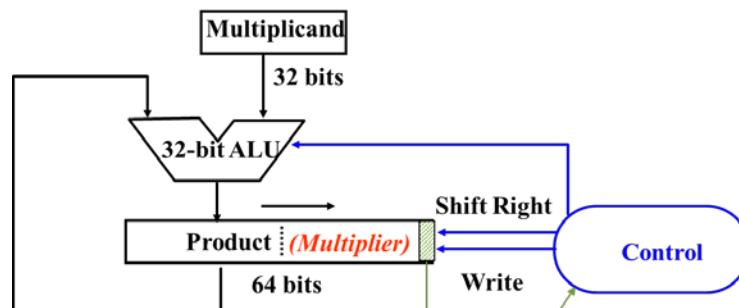 Multiplicand
32 bits
32-bit ALU
Shift Right
Product (Multiplier)
Control
64 bits
Write